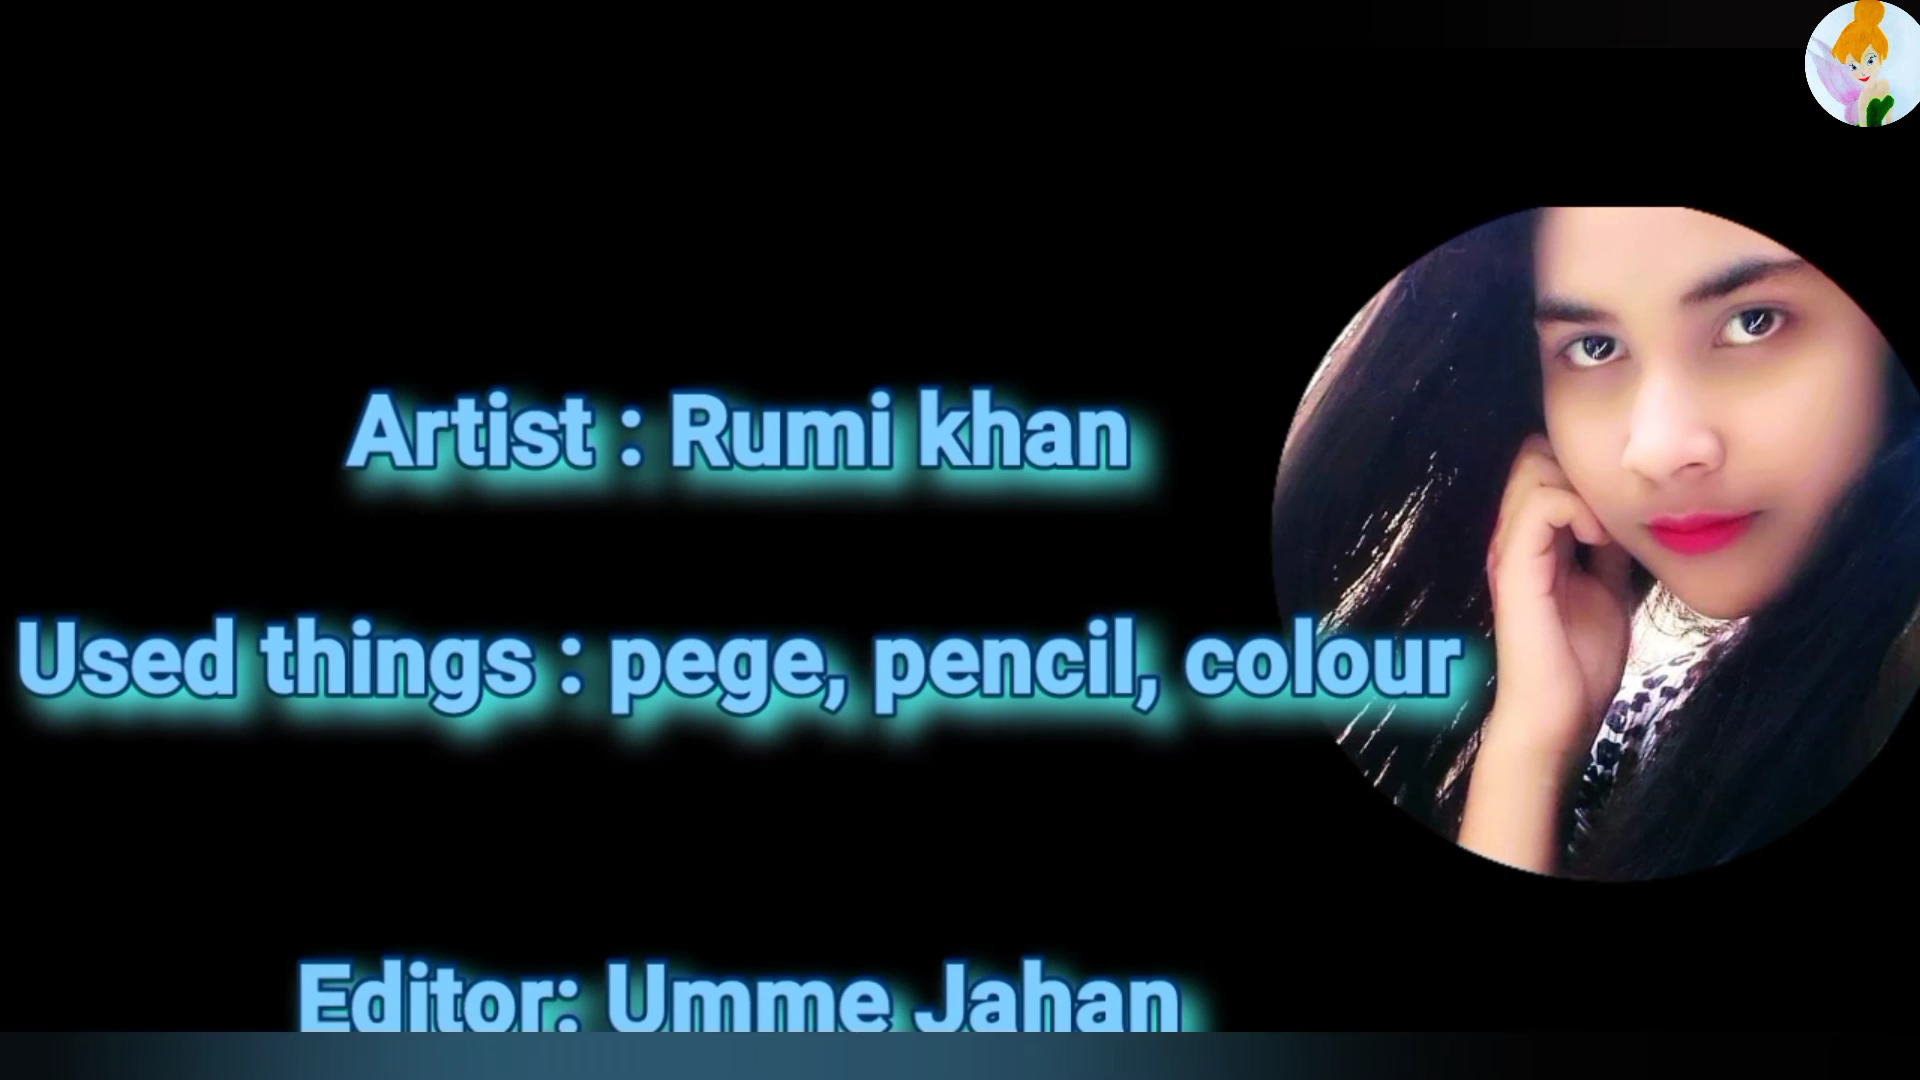 Artist : Rumi khan
Used things : pege, pencil, colour
Editor: Umme Jahan